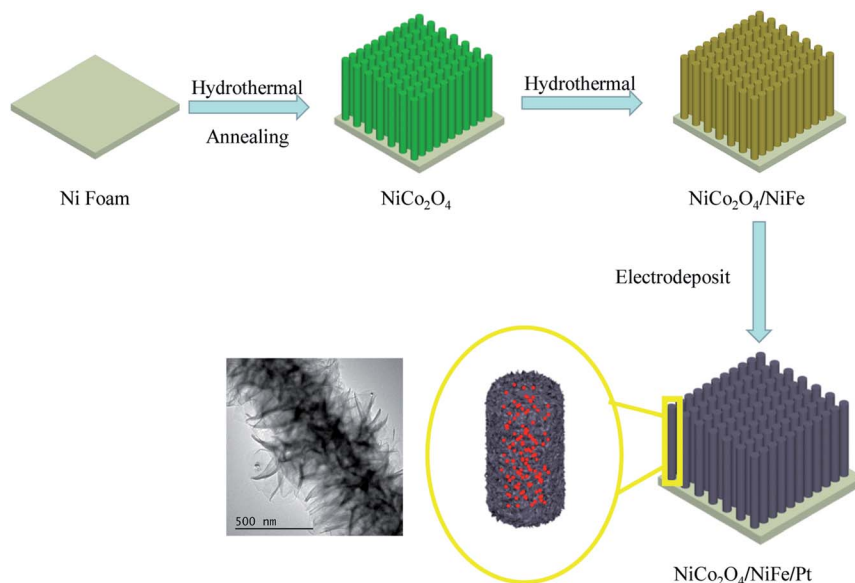 Hydrothermal
Annealing
Hydrothermal
Ni Foam
NiCo₂O₄
NiCo₂O₄/NiFe
Electrodeposit
500 nm
NiCo₂O₄/NiFe/Pt